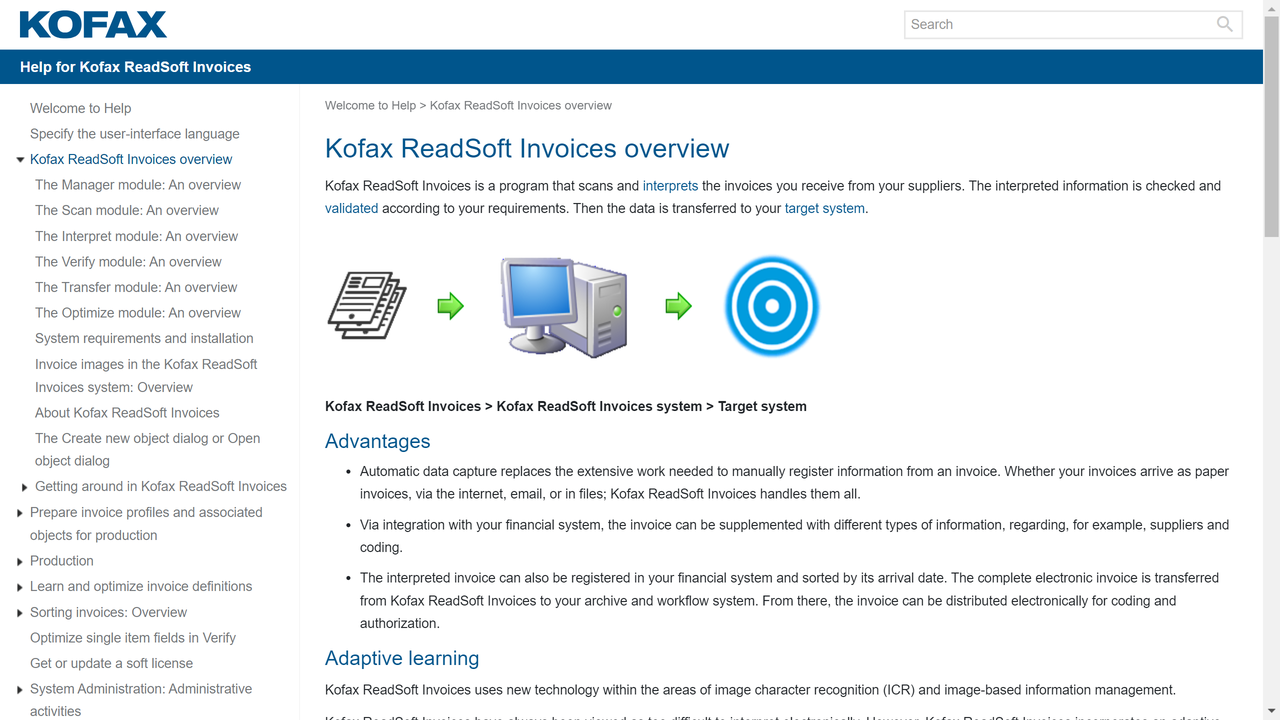 KOFAX
Search
Help for Kofax ReadSoft Invoices
Welcome to Help
Specify the user-interface language
Kofax ReadSoft Invoices overview
The Manager module: An overview
The Scan module: An overview
The Interpret module: An overview
The Verify module: An overview
The Transfer module: An overview
The Optimize module: An overview
System requirements and installation
Invoice images in the Kofax ReadSoft
Invoices system: Overview
About Kofax ReadSoft Invoices
The Create new object dialog or Open
object dialog
Getting around in Kofax ReadSoft Invoices
Prepare invoice profiles and associated
objects for production
Production
Learn and optimize invoice definitions
Sorting invoices: Overview
Optimize single item fields in Verify
Get or update a soft license
System Administration: Administrative
activities
Welcome to Help > Kofax ReadSoft Invoices overview
Kofax ReadSoft Invoices overview
Kofax ReadSoft Invoices is a program that scans and interprets the invoices you receive from your suppliers. The interpreted information is checked and
validated according to your requirements. Then the data is transferred to your target system.
Kofax ReadSoft Invoices > Kofax ReadSoft Invoices system > Target system
Advantages
• Automatic data capture replaces the extensive work needed to manually register information from an invoice. Whether your invoices arrive as paper
invoices, via the internet, email, or in files; Kofax ReadSoft Invoices handles them all.
• Via integration with your financial system, the invoice can be supplemented with different types of information, regarding, for example, suppliers and
coding.
• The interpreted invoice can also be registered in your financial system and sorted by its arrival date. The complete electronic invoice is transferred
from Kofax ReadSoft Invoices to your archive and workflow system. From there, the invoice can be distributed electronically for coding and
authorization.
Adaptive learning
Kofax ReadSoft Invoices uses new technology within the areas of image character recognition (ICR) and image-based information management.